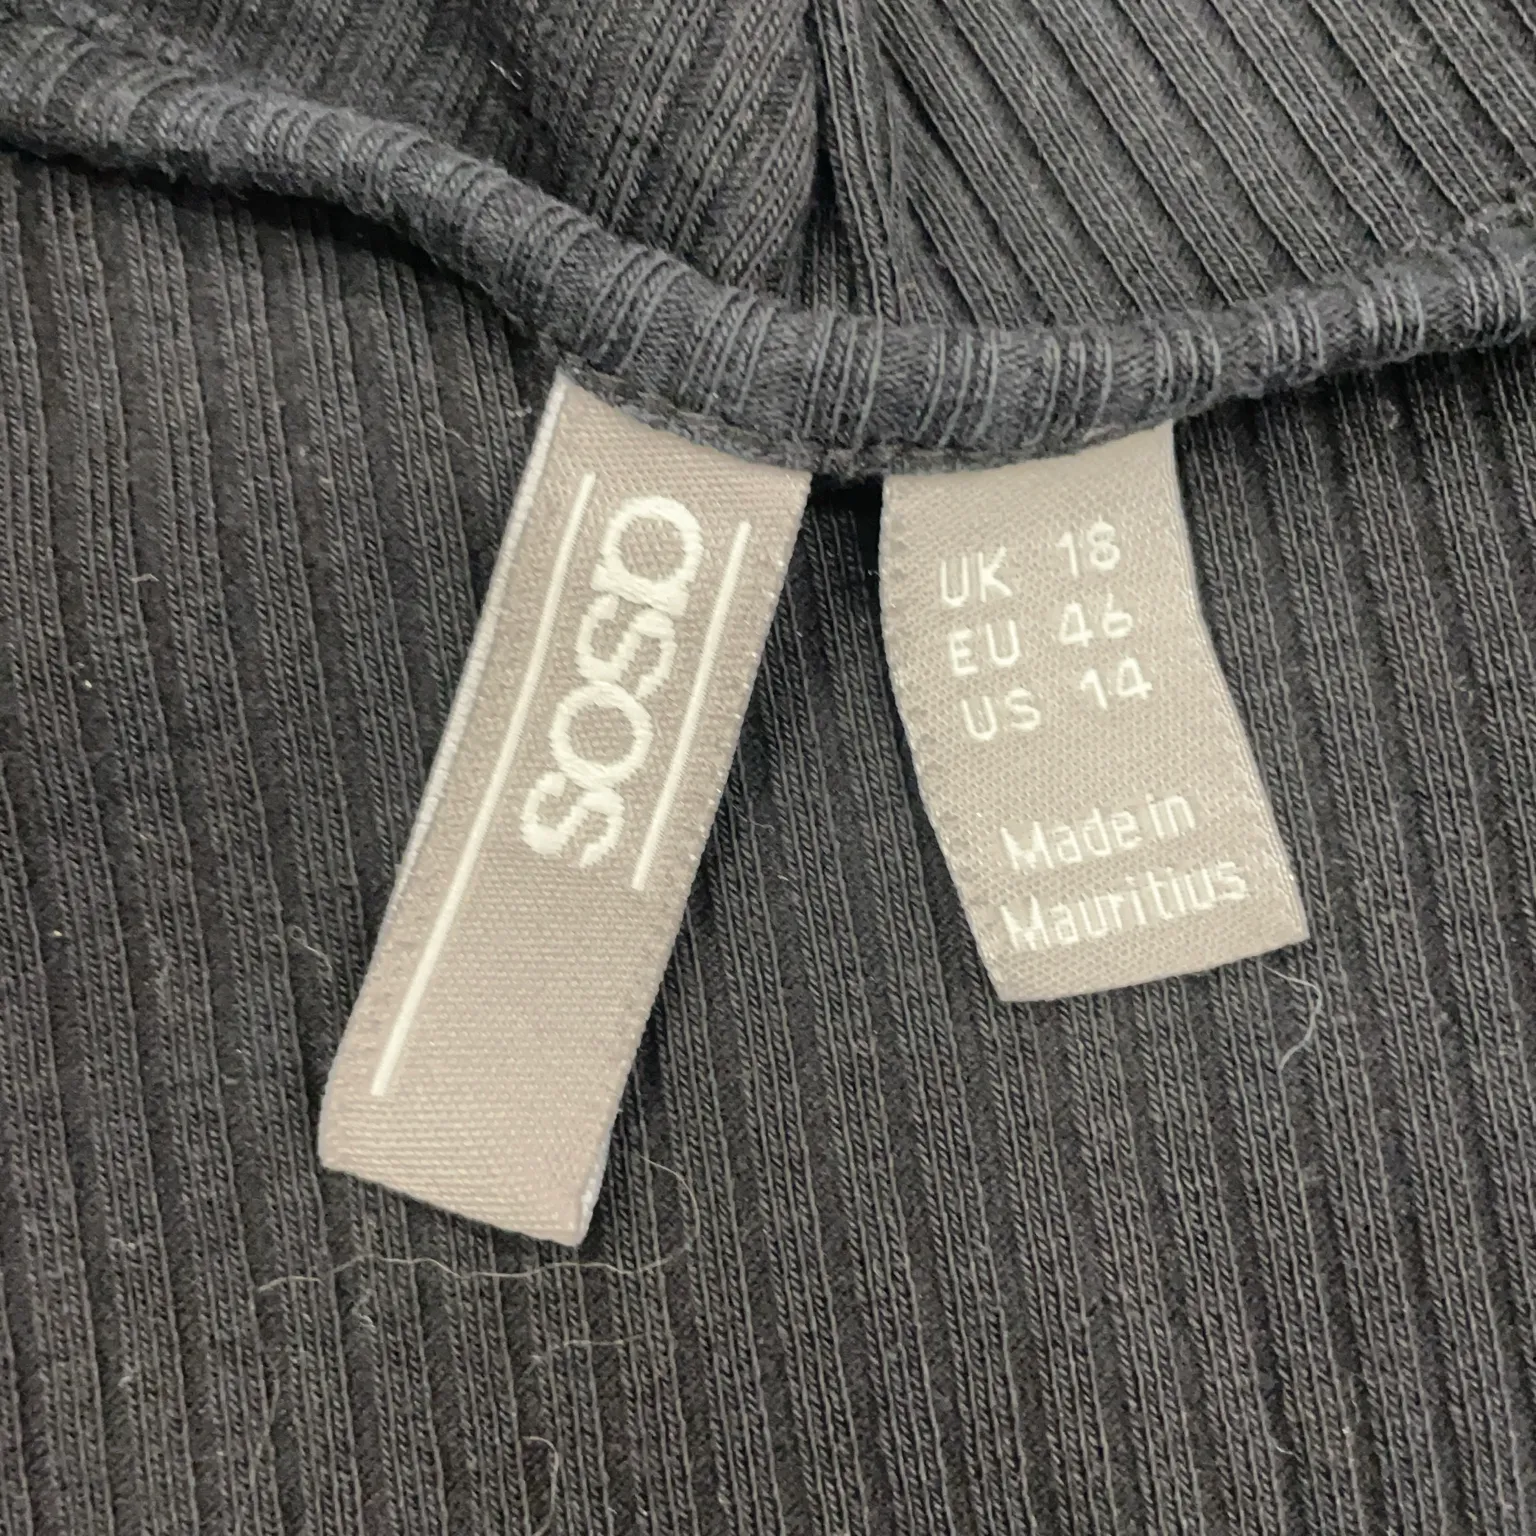 asos
UK 18
EU 46
US 14
Made in
Mauritius